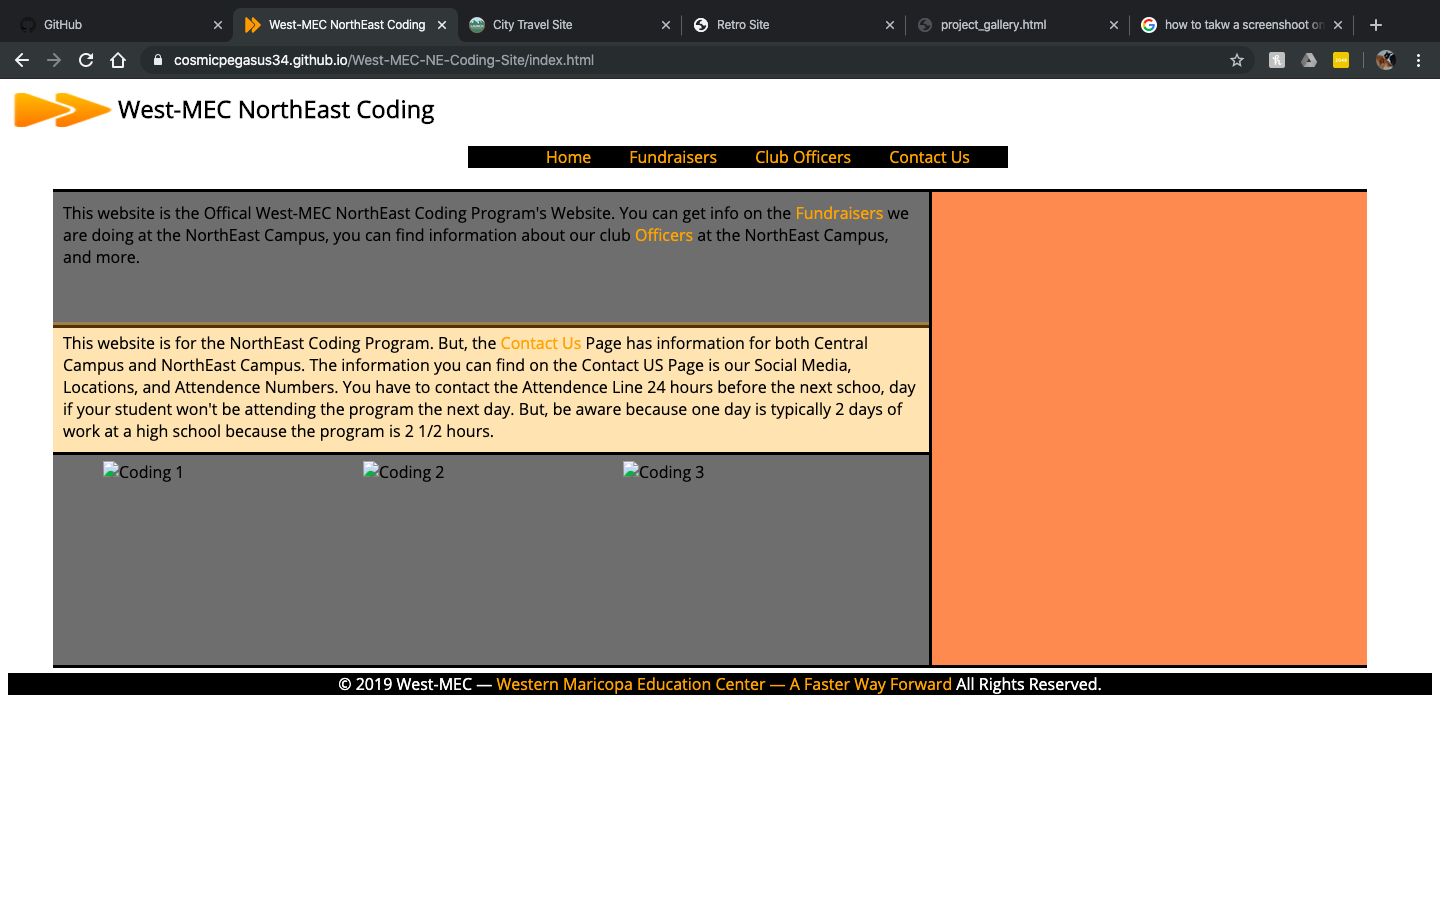 GitHub
West-MEC NorthEast Coding
City Travel Site
Retro Site
project_gallery.html
how to takw a screenshoot on
cosmicpegasus34.github.io/West-MEC-NE-Coding-Site/index.html
West-MEC NorthEast Coding
Home Fundraisers Club Officers Contact Us
This website is the Offical West-MEC NorthEast Coding Program's Website. You can get info on the Fundraisers we
are doing at the NorthEast Campus, you can find information about our club Officers at the NorthEast Campus,
and more.
This website is for the NorthEast Coding Program. But, the Contact Us Page has information for both Central
Campus and NorthEast Campus. The information you can find on the Contact US Page is our Social Media,
Locations, and Attendence Numbers. You have to contact the Attendence Line 24 hours before the next schoo, day
if your student won't be attending the program the next day. But, be aware because one day is typically 2 days of
work at a high school because the program is 2 1/2 hours.
Coding 1 Coding 2 Coding 3
© 2019 West-MEC — Western Maricopa Education Center — A Faster Way Forward All Rights Reserved.